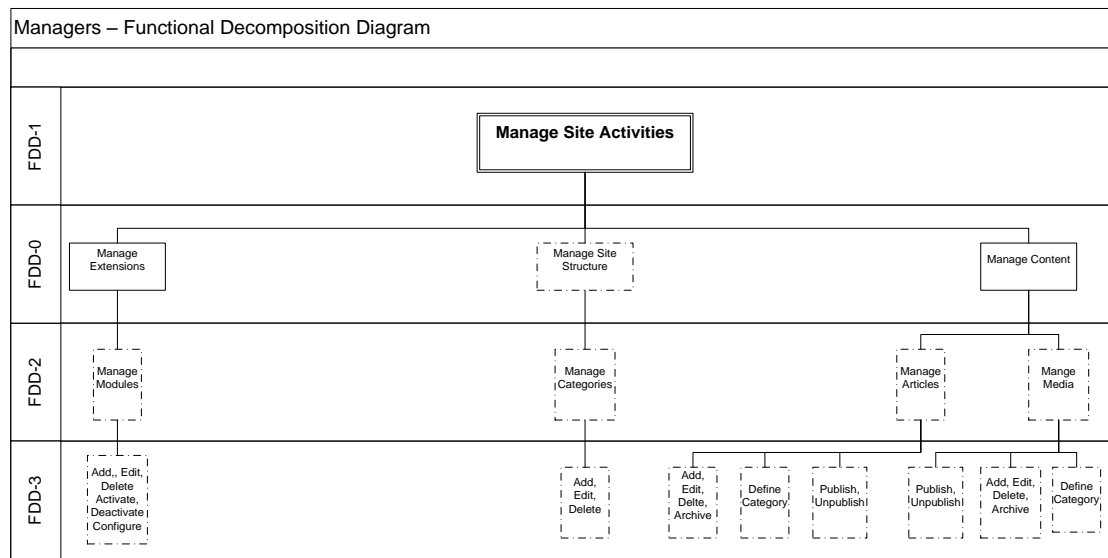 Managers – Functional Decomposition Diagram
FDD-1
Manage Site Activities
FDD-0
Manage
Extensions
Manage Site
Structure
Manage Content
FDD-2
Manage
Modules
Manage
Categories
Manage
Articles
Mange
Media
FDD-3
Add,, Edit,
Delete
Activate,
Deactivate
Configure
Add,
Edit,
Delete
Add,
Edit,
Delte,
Archive
Define
Category
Publish,
Unpublish
Publish,
Unpublish
Add, Edit,
Delete,
Archive
Define
Category